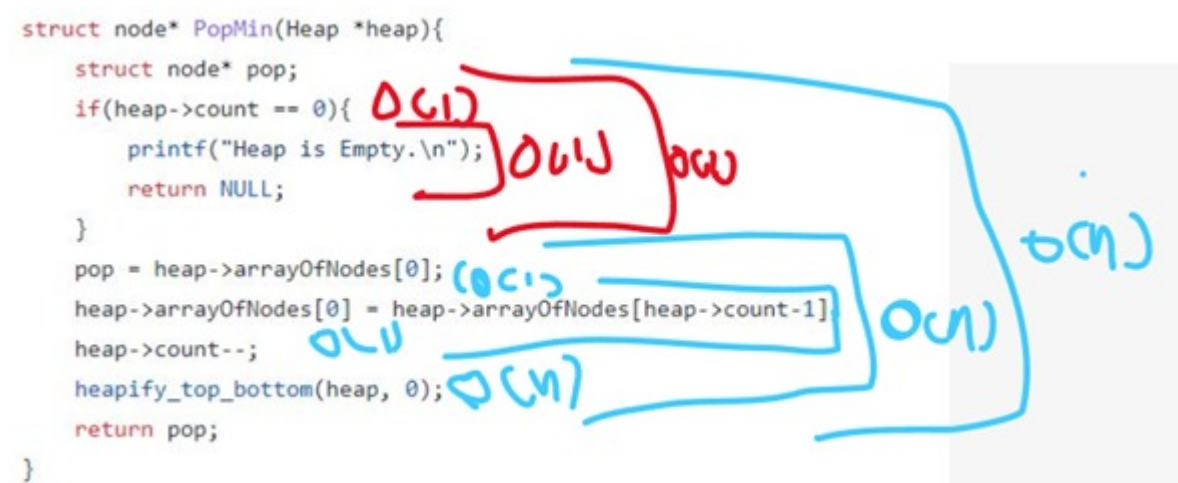 struct node* PopMin(Heap *heap){
struct node* pop;
if(heap->count == 0){ O(1)
printf("Heap is Empty.\n"); O(1) O(1)
return NULL;
}
O(n)
pop = heap->arrayOfNodes[0]; (O(1)
heap->arrayOfNodes[0] = heap->arrayOfNodes[heap->count-1] O(n)
heap->count--; O(1)
heapify_top_bottom(heap, 0); O(n)
return pop;
}